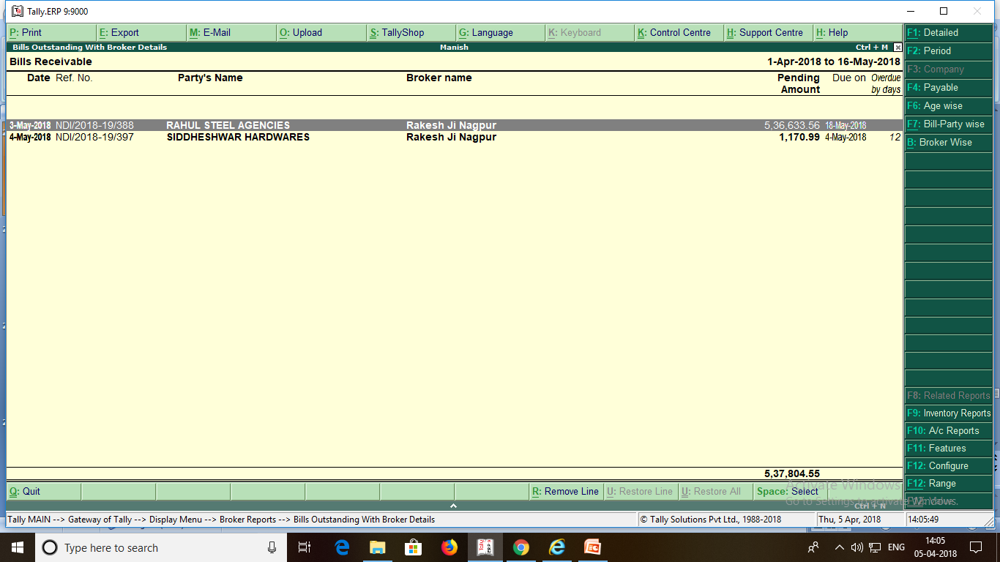 Tally.ERP 9:9000
P: Print E: Export M: E-Mail O: Upload S: TallyShop G: Language K: Keyboard K: Control Centre H: Support Centre H: Help
Bills Outstanding With Broker Details Manish Ctrl + M
Bills Receivable 1-Apr-2018 to 16-May-2018
Date Ref. No. Party's Name Broker name Pending Due on Overdue
Amount by days
3-May-2018 NDI/2018-19/388 RAHUL STEEL AGENCIES Rakesh Ji Nagpur 5,36,633.56 18-May-2018
4-May-2018 NDI/2018-19/397 SIDDHESHWAR HARDWARES Rakesh Ji Nagpur 1,170.99 4-May-2018 12
5,37,804.55
F1: Detailed
F2: Period
F3: Company
F4: Payable
F6: Age wise
F7: Bill-Party wise
B: Broker Wise
F8: Related Reports
F9: Inventory Reports
F10: A/c Reports
F11: Features
F12: Configure
F12: Range
Q: Quit R: Remove Line U: Restore Line U: Restore All Space: Select
Activate Windows
Go to Settings to activate Windows.
Ctrl + N
Tally MAIN --> Gateway of Tally --> Display Menu --> Broker Reports --> Bills Outstanding With Broker Details © Tally Solutions Pvt Ltd., 1988-2018 Thu, 5 Apr, 2018 14:05:49
Type here to search ENG 14:05
05-04-2018